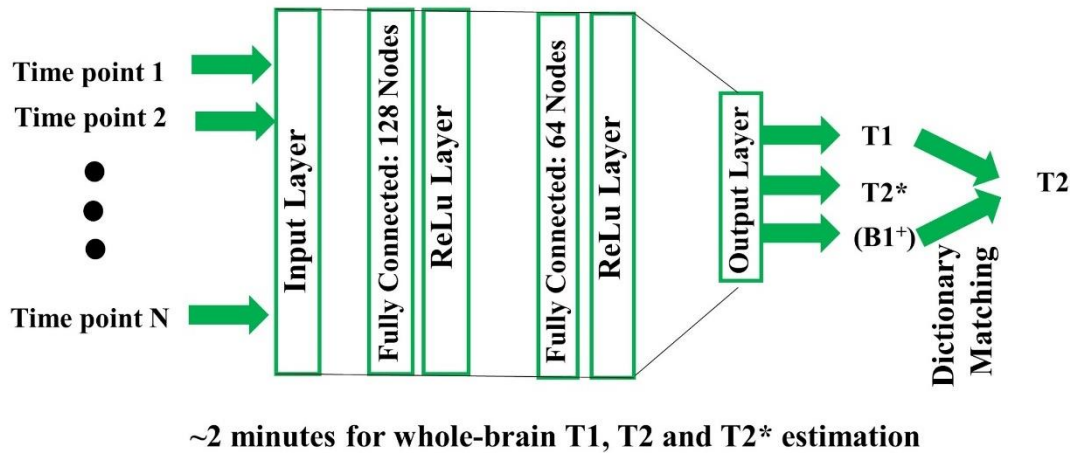 Time point 1
Time point 2
Time point N
Input Layer
Fully Connected: 128 Nodes
ReLu Layer
Fully Connected: 64 Nodes
ReLu Layer
Output Layer
T1
T2*
(B1⁺)
Dictionary
Matching
T2
~2 minutes for whole-brain T1, T2 and T2* estimation